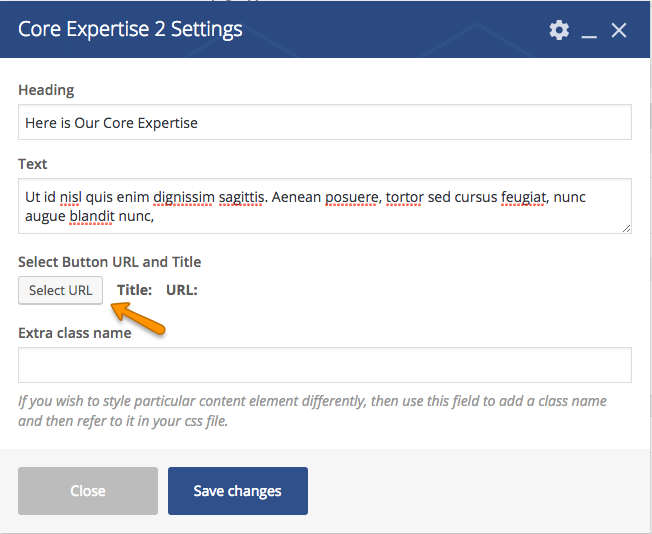 Core Expertise 2 Settings
Heading
Here is Our Core Expertise
Text
Ut id nisl quis enim dignissim sagittis. Aenean posuere, tortor sed cursus feugiat, nunc
augue blandit nunc,
Select Button URL and Title
Select URL Title: URL:
Extra class name
If you wish to style particular content element differently, then use this field to add a class name
and then refer to it in your css file.
Close Save changes